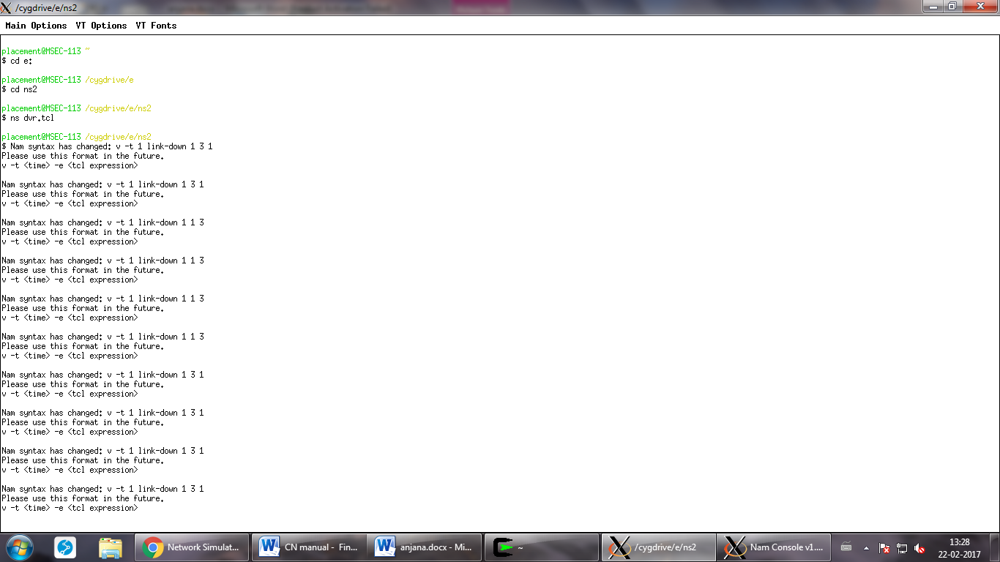 /cygdrive/e/ns2
Main Options VT Options VT Fonts
placement@MSEC-113 ~
$ cd e:
placement@MSEC-113 /cygdrive/e
$ cd ns2
placement@MSEC-113 /cygdrive/e/ns2
$ ns dvr.tcl
placement@MSEC-113 /cygdrive/e/ns2
$ Nam syntax has changed: v -t 1 link-down 1 3 1
Please use this format in the future.
v -t <time> -e <tcl expression>
Nam syntax has changed: v -t 1 link-down 1 3 1
Please use this format in the future.
v -t <time> -e <tcl expression>
Nam syntax has changed: v -t 1 link-down 1 1 3
Please use this format in the future.
v -t <time> -e <tcl expression>
Nam syntax has changed: v -t 1 link-down 1 1 3
Please use this format in the future.
v -t <time> -e <tcl expression>
Nam syntax has changed: v -t 1 link-down 1 1 3
Please use this format in the future.
v -t <time> -e <tcl expression>
Nam syntax has changed: v -t 1 link-down 1 1 3
Please use this format in the future.
v -t <time> -e <tcl expression>
Nam syntax has changed: v -t 1 link-down 1 3 1
Please use this format in the future.
v -t <time> -e <tcl expression>
Nam syntax has changed: v -t 1 link-down 1 3 1
Please use this format in the future.
v -t <time> -e <tcl expression>
Nam syntax has changed: v -t 1 link-down 1 3 1
Please use this format in the future.
v -t <time> -e <tcl expression>
Nam syntax has changed: v -t 1 link-down 1 3 1
Please use this format in the future.
v -t <time> -e <tcl expression>
Network Simulat... CN manual - Fin... anjana.docx - Mi... ~ /cygdrive/e/ns2 Nam Console v1.... 13:28
22-02-2017